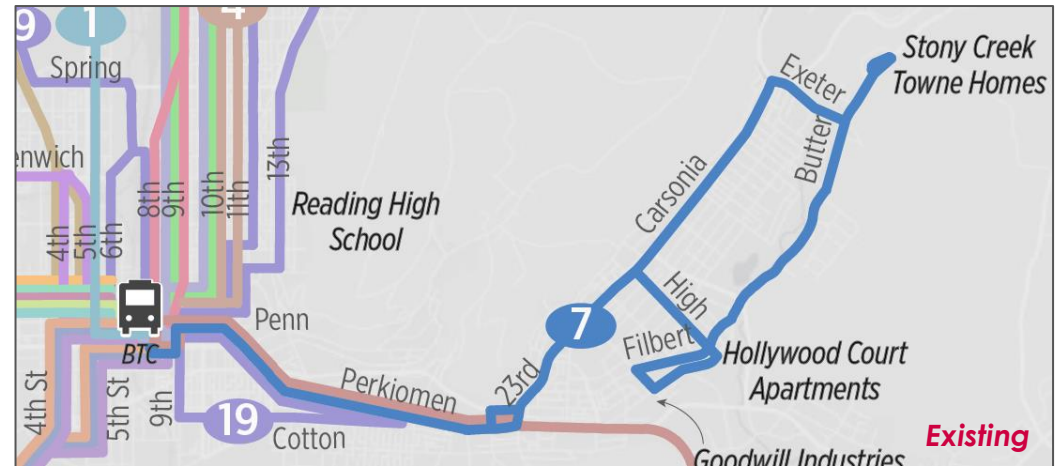 9
1
4
Spring
enwich
4th
5th
6th
8th
9th
10th
11th
13th
Reading High
School
BTC
Penn
Perkiomen
4th St
5th St
9th
19
Cotton
23rd
7
Carsonia
Exeter
Butter
High
Filbert
Stony Creek
Towne Homes
Hollywood Court
Apartments
Goodwill Industries
Existing